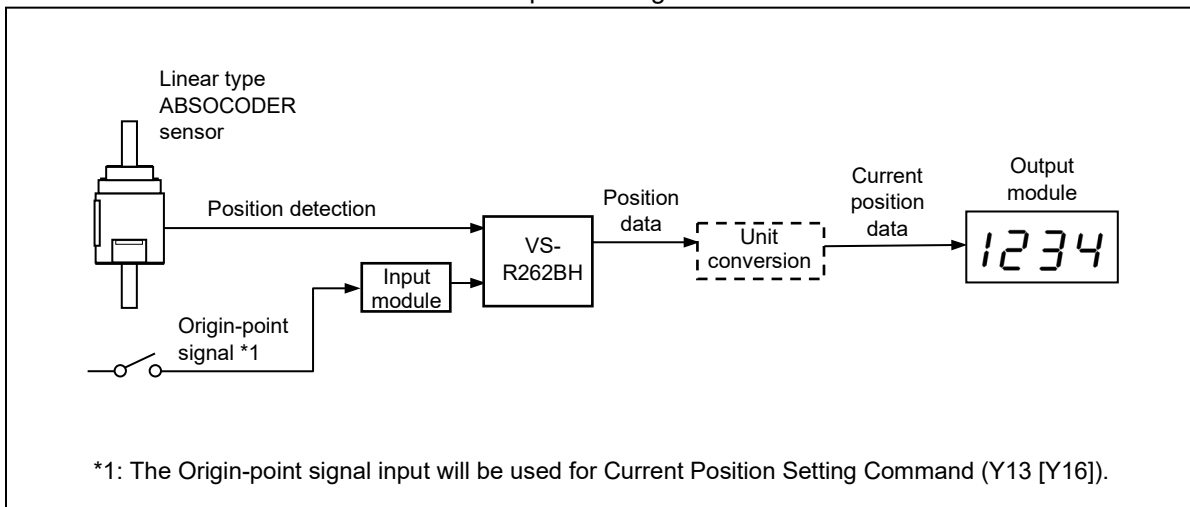 Linear type
ABSOCODER
sensor
Position detection
VS-
R262BH
Input
module
Origin-point
signal *1
Position
data
Unit
conversion
Current
position
data
Output
module
1234
*1: The Origin-point signal input will be used for Current Position Setting Command (Y13 [Y16]).